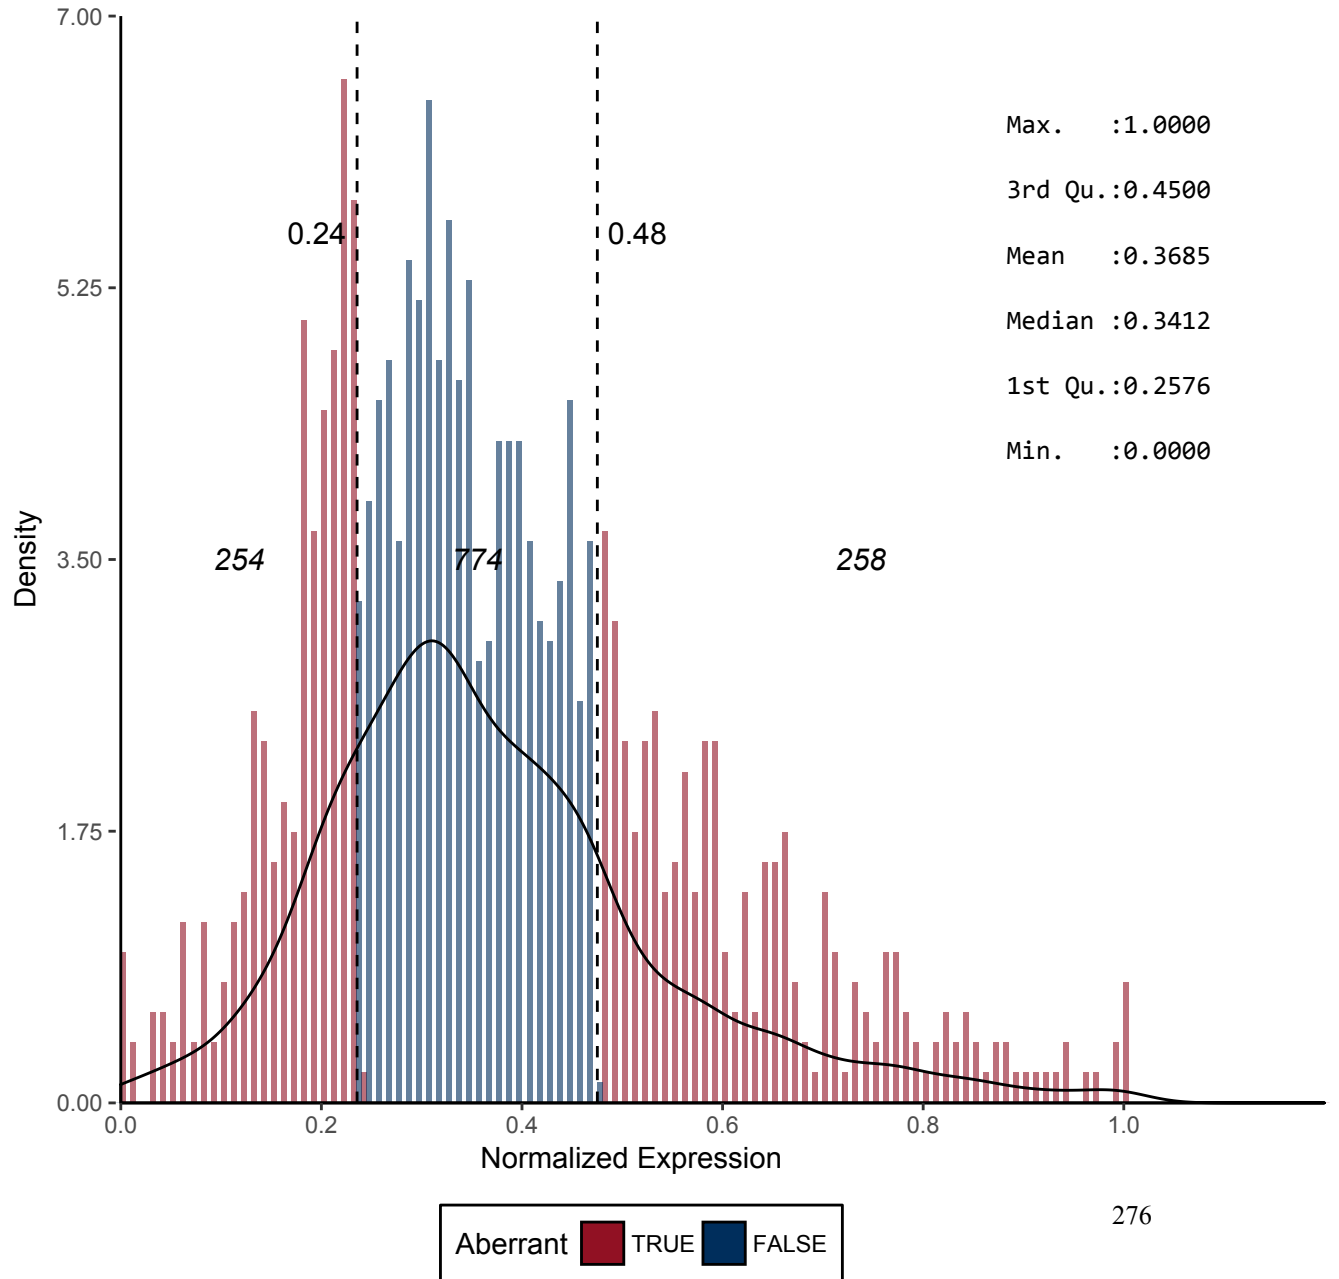 7.00
Max.   :1.0000
3rd Qu.:0.4500
0.24
0.48
Mean   :0.3685
5.25
Median :0.3412
1st Qu.:0.2576
Min.   :0.0000
Density
3.50
254
774
258
1.75
0.00
0.0
0.2
0.4
0.6
0.8
1.0
Normalized Expression
276
Aberrant TRUE FALSE